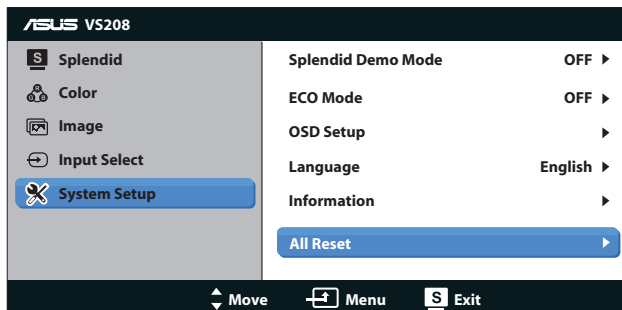 ASUS VS208
S Splendid
Color
Image
Input Select
System Setup
Splendid Demo Mode OFF
ECO Mode OFF
OSD Setup
Language English
Information
All Reset
Move Menu S Exit